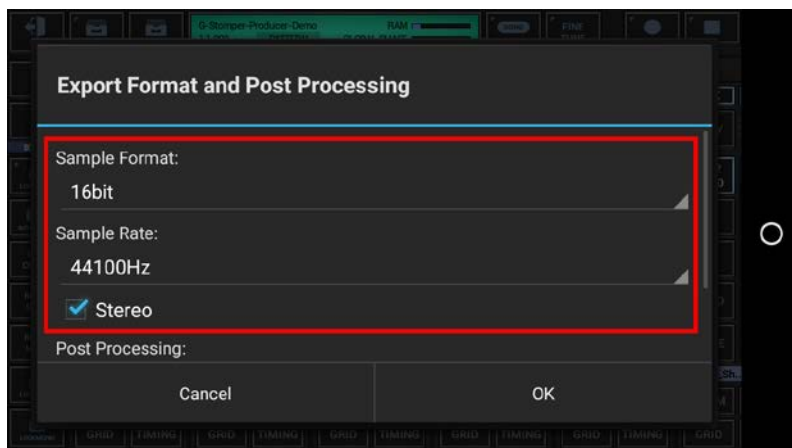 G-Stomper-Producer-Demo RAM
DONE FINE
TUNE
Export Format and Post Processing
Sample Format:
16bit
Sample Rate:
44100Hz
Stereo
Post Processing:
Cancel OK
GRID TIMING GRID TIMING GRID TIMING GRID TIMING GRID TIMING GRID